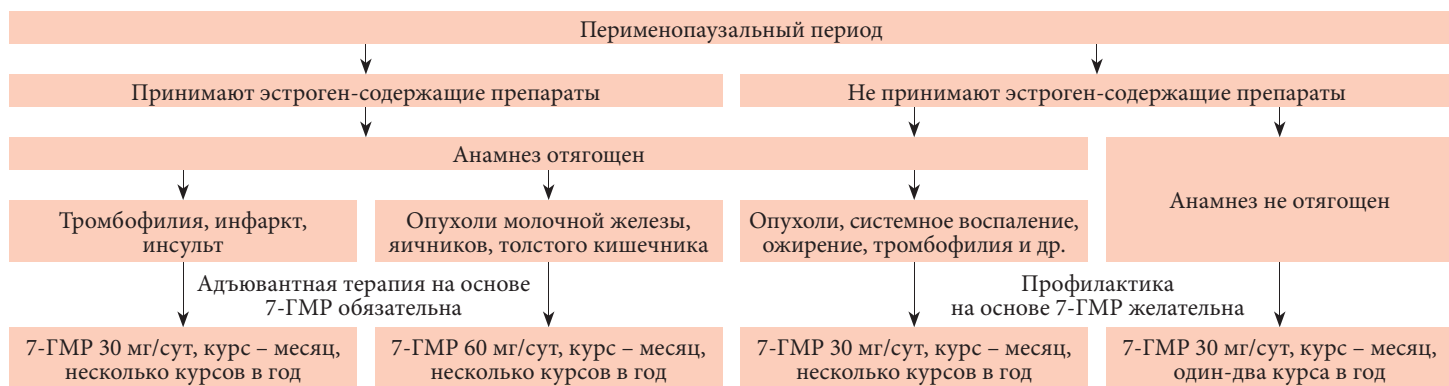 Перименопаузальный период
Принимают эстроген-содержащие препараты
Не принимают эстроген-содержащие препараты
Анамнез отягощен
Анамнез не отягощен
Тромбофилия, инфаркт,
инсульт
Опухоли молочной железы,
яичников, толстого кишечника
Опухоли, системное воспаление,
ожирение, тромбофилия и др.
Адъювантная терапия на основе
7-ГМР обязательна
Профилактика
на основе 7-ГМР желательна
7-ГМР 30 мг/сут, курс – месяц,
несколько курсов в год
7-ГМР 60 мг/сут, курс – месяц,
несколько курсов в год
7-ГМР 30 мг/сут, курс – месяц,
несколько курсов в год
7-ГМР 30 мг/сут, курс – месяц,
один-два курса в год